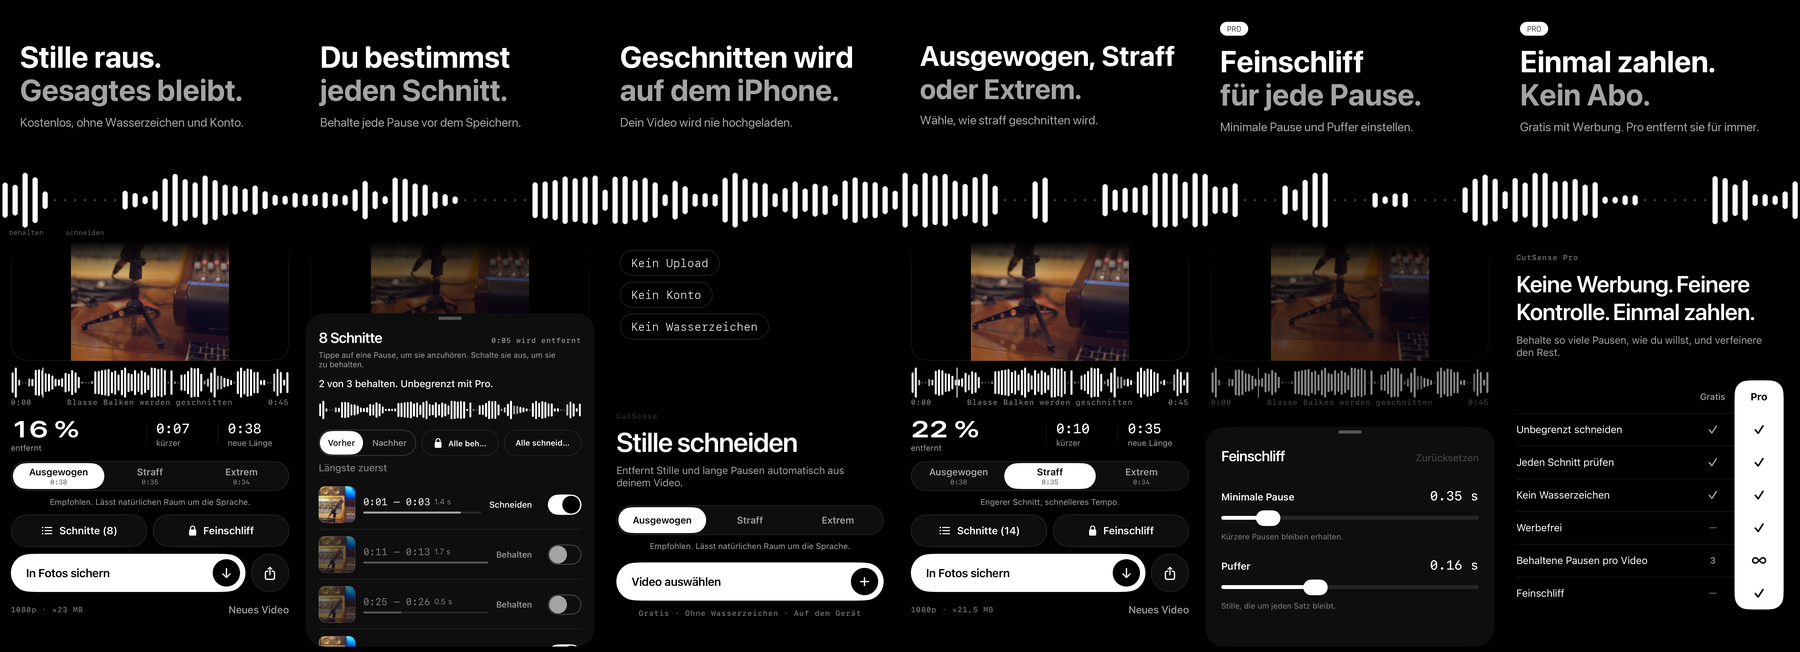 Stille raus.
Gesagtes bleibt.
Kostenlos, ohne Wasserzeichen und Konto.
behalten
schneiden
0:00
Blasse Balken werden geschnitten
0:45
16 %
entfernt
0:07
kürzer
0:38
neue Länge
Ausgewogen
0:38
Straff
0:35
Extrem
0:34
Empfohlen. Lässt natürlichen Raum um die Sprache.
Schnitte (8)
Feinschliff
In Fotos sichern
1080p · ≈23 MB
Neues Video
Du bestimmst
jeden Schnitt.
Behalte jede Pause vor dem Speichern.
8 Schnitte
0:05 wird entfernt
Tippe auf eine Pause, um sie anzuhören. Schalte sie aus, um sie
zu behalten.
2 von 3 behalten. Unbegrenzt mit Pro.
Vorher
Nachher
Alle beh...
Alle schneid...
Längste zuerst
0:01 – 0:03 1.4 s
Schneiden
0:11 – 0:13 1.7 s
Behalten
0:25 – 0:26 0.5 s
Behalten
Geschnitten wird
auf dem iPhone.
Dein Video wird nie hochgeladen.
Kein Upload
Kein Konto
Kein Wasserzeichen
CutSense
Stille schneiden
Entfernt Stille und lange Pausen automatisch aus
deinem Video.
Ausgewogen
Straff
Extrem
Empfohlen. Lässt natürlichen Raum um die Sprache.
Video auswählen
Gratis · Ohne Wasserzeichen · Auf dem Gerät
Ausgewogen, Straff
oder Extrem.
Wähle, wie straff geschnitten wird.
0:00
Blasse Balken werden geschnitten
0:45
22 %
entfernt
0:10
kürzer
0:35
neue Länge
Ausgewogen
0:38
Straff
0:35
Extrem
0:34
Engerer Schnitt, schnelleres Tempo.
Schnitte (14)
Feinschliff
In Fotos sichern
1080p · ≈21,5 MB
Neues Video
PRO
Feinschliff
für jede Pause.
Minimale Pause und Puffer einstellen.
0:00
Blasse Balken werden geschnitten
0:45
Feinschliff
Zurücksetzen
Minimale Pause
0.35 s
Kürzere Pausen bleiben erhalten.
Puffer
0.16 s
Stille, die um jeden Satz bleibt.
PRO
Einmal zahlen.
Kein Abo.
Gratis mit Werbung. Pro entfernt sie für immer.
CutSense Pro
Keine Werbung. Feinere
Kontrolle. Einmal zahlen.
Behalte so viele Pausen, wie du willst, und verfeinere
den Rest.
Gratis
Pro
Unbegrenzt schneiden
Jeden Schnitt prüfen
Kein Wasserzeichen
Werbefrei
Behaltene Pausen pro Video
3
∞
Feinschliff